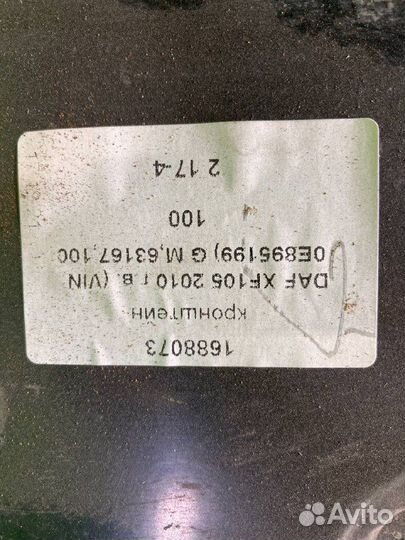 1688073
кронштейн
DAF XF105 2010 г.в. (VIN
0E895199) G M,63167,100
100
2 17-4
Avito